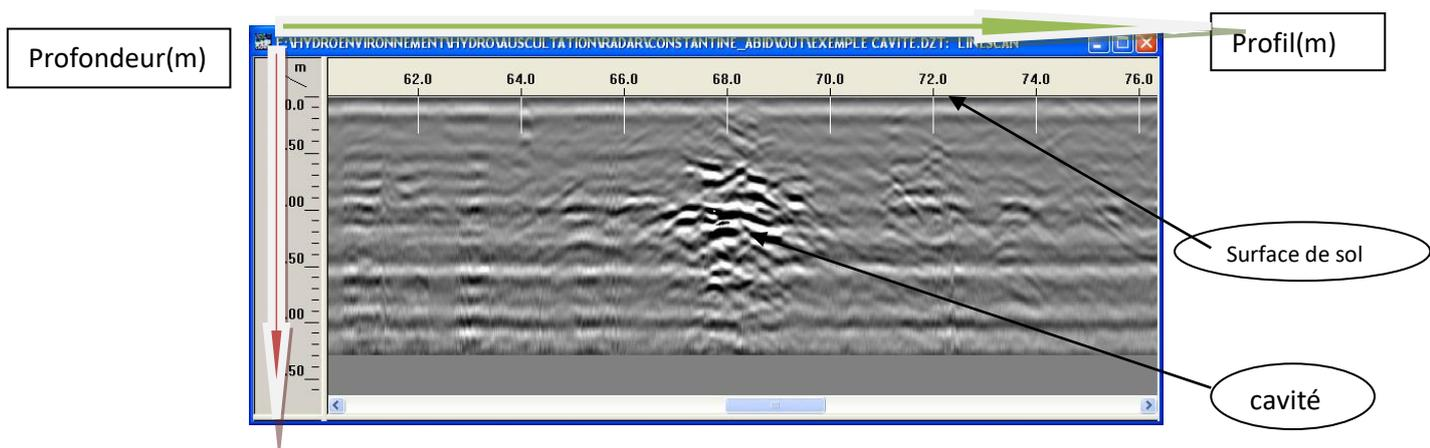 Profondeur(m)
E:\HYDROENVIRONNEMENT\HYDRO\AUSCULTATION\RADAR\CONSTANTINE_ABID\OUT\EXEMPLE CAVITE.DZT: LINESCAN
Profil(m)
m
62.0 64.0 66.0 68.0 70.0 72.0 74.0 76.0
0.0
.50
.00
.50
.00
.50
Surface de sol
cavité